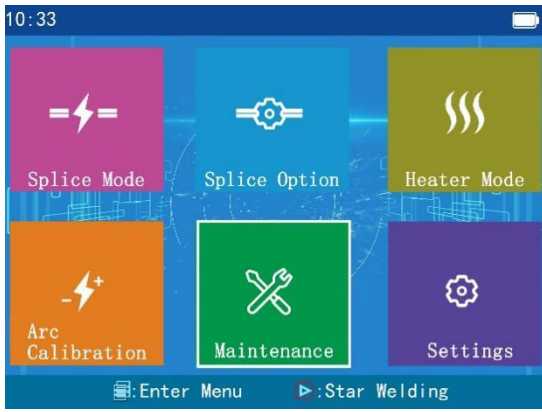 10:33
Splice Mode
Splice Option
Heater Mode
Arc
Calibration
Maintenance
Settings
:Enter Menu :Star Welding